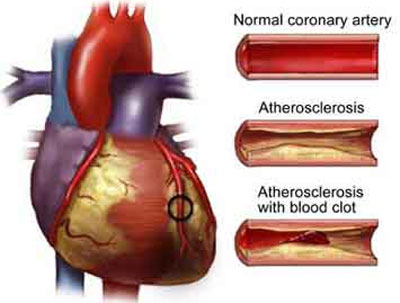 Normal coronary artery
Atherosclerosis
Atherosclerosis
with blood clot